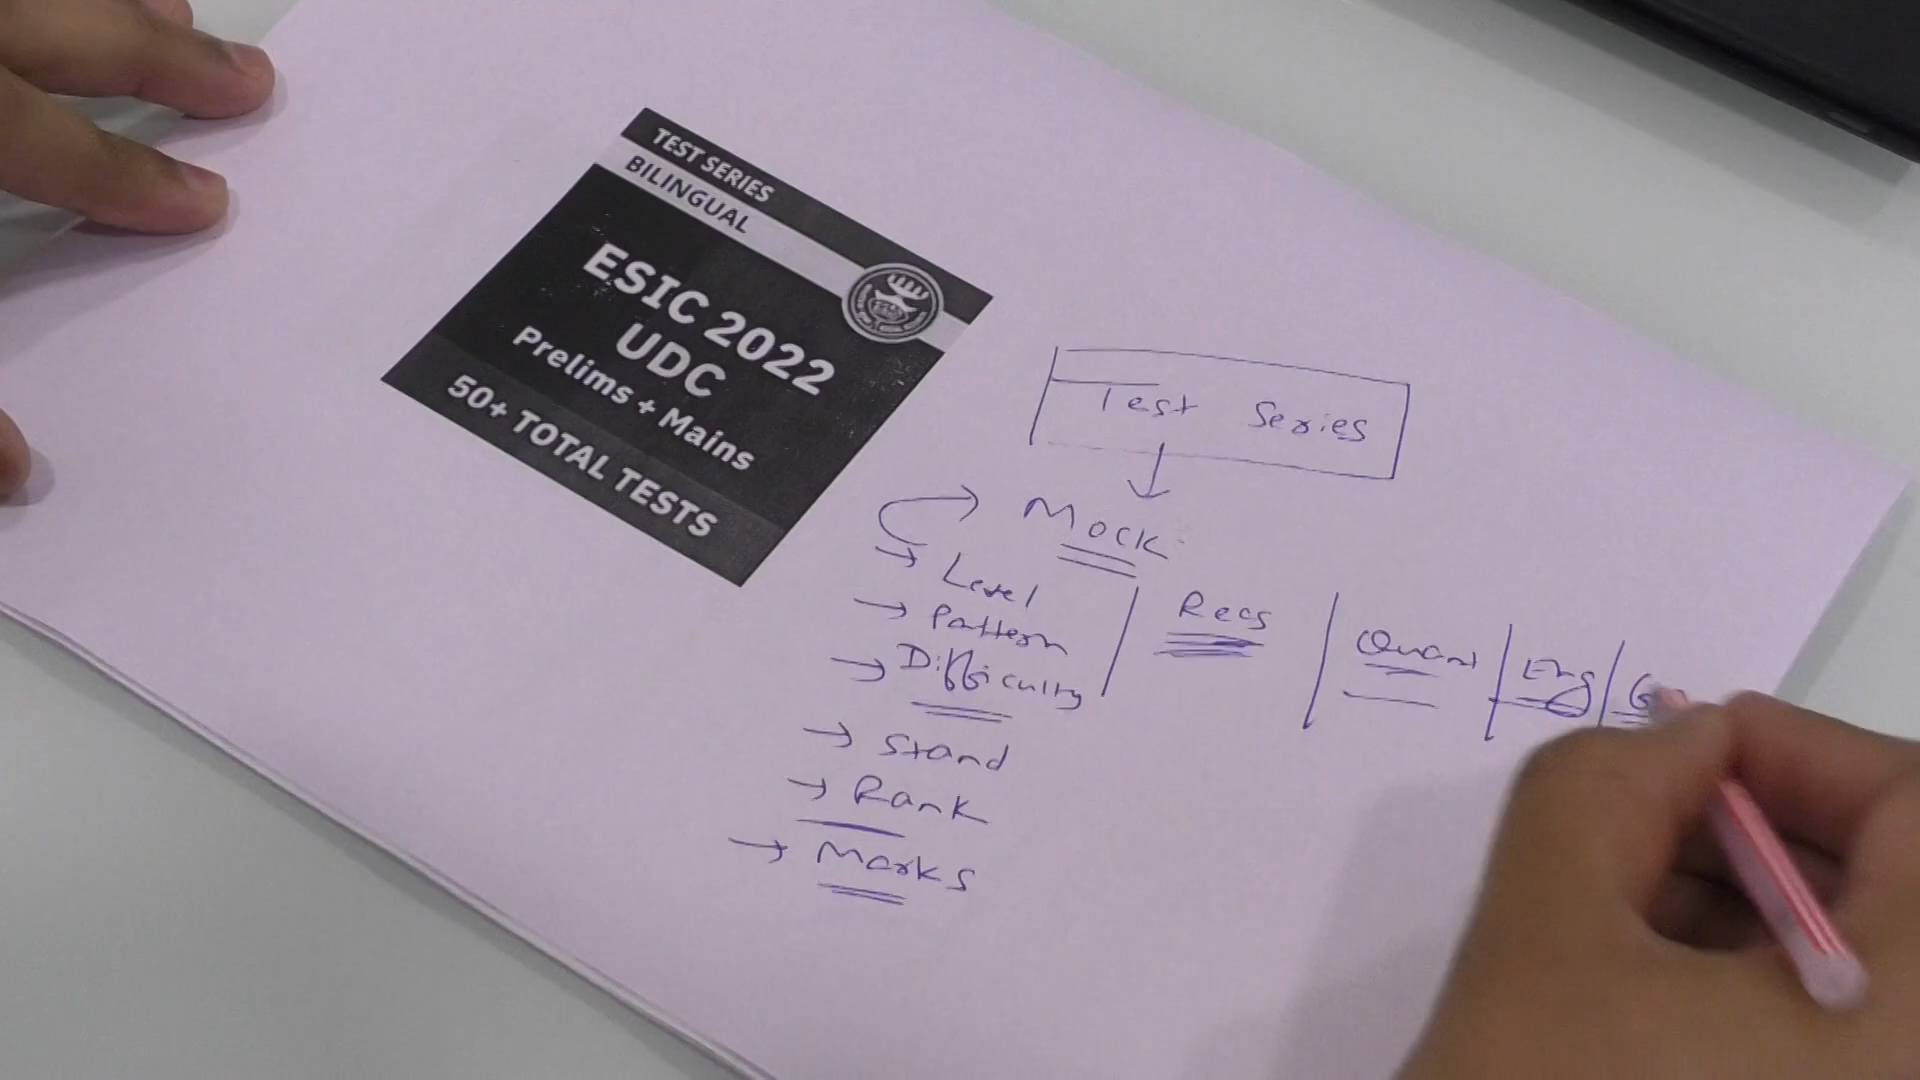 TEST SERIES
BILINGUAL
ESIC 2022
UDC
Prelims + Mains
50+ TOTAL TESTS
Test Series
Mock
Level
Pattern
Difficulty
Reas
Quant
Eng
G
Stand
Rank
Marks